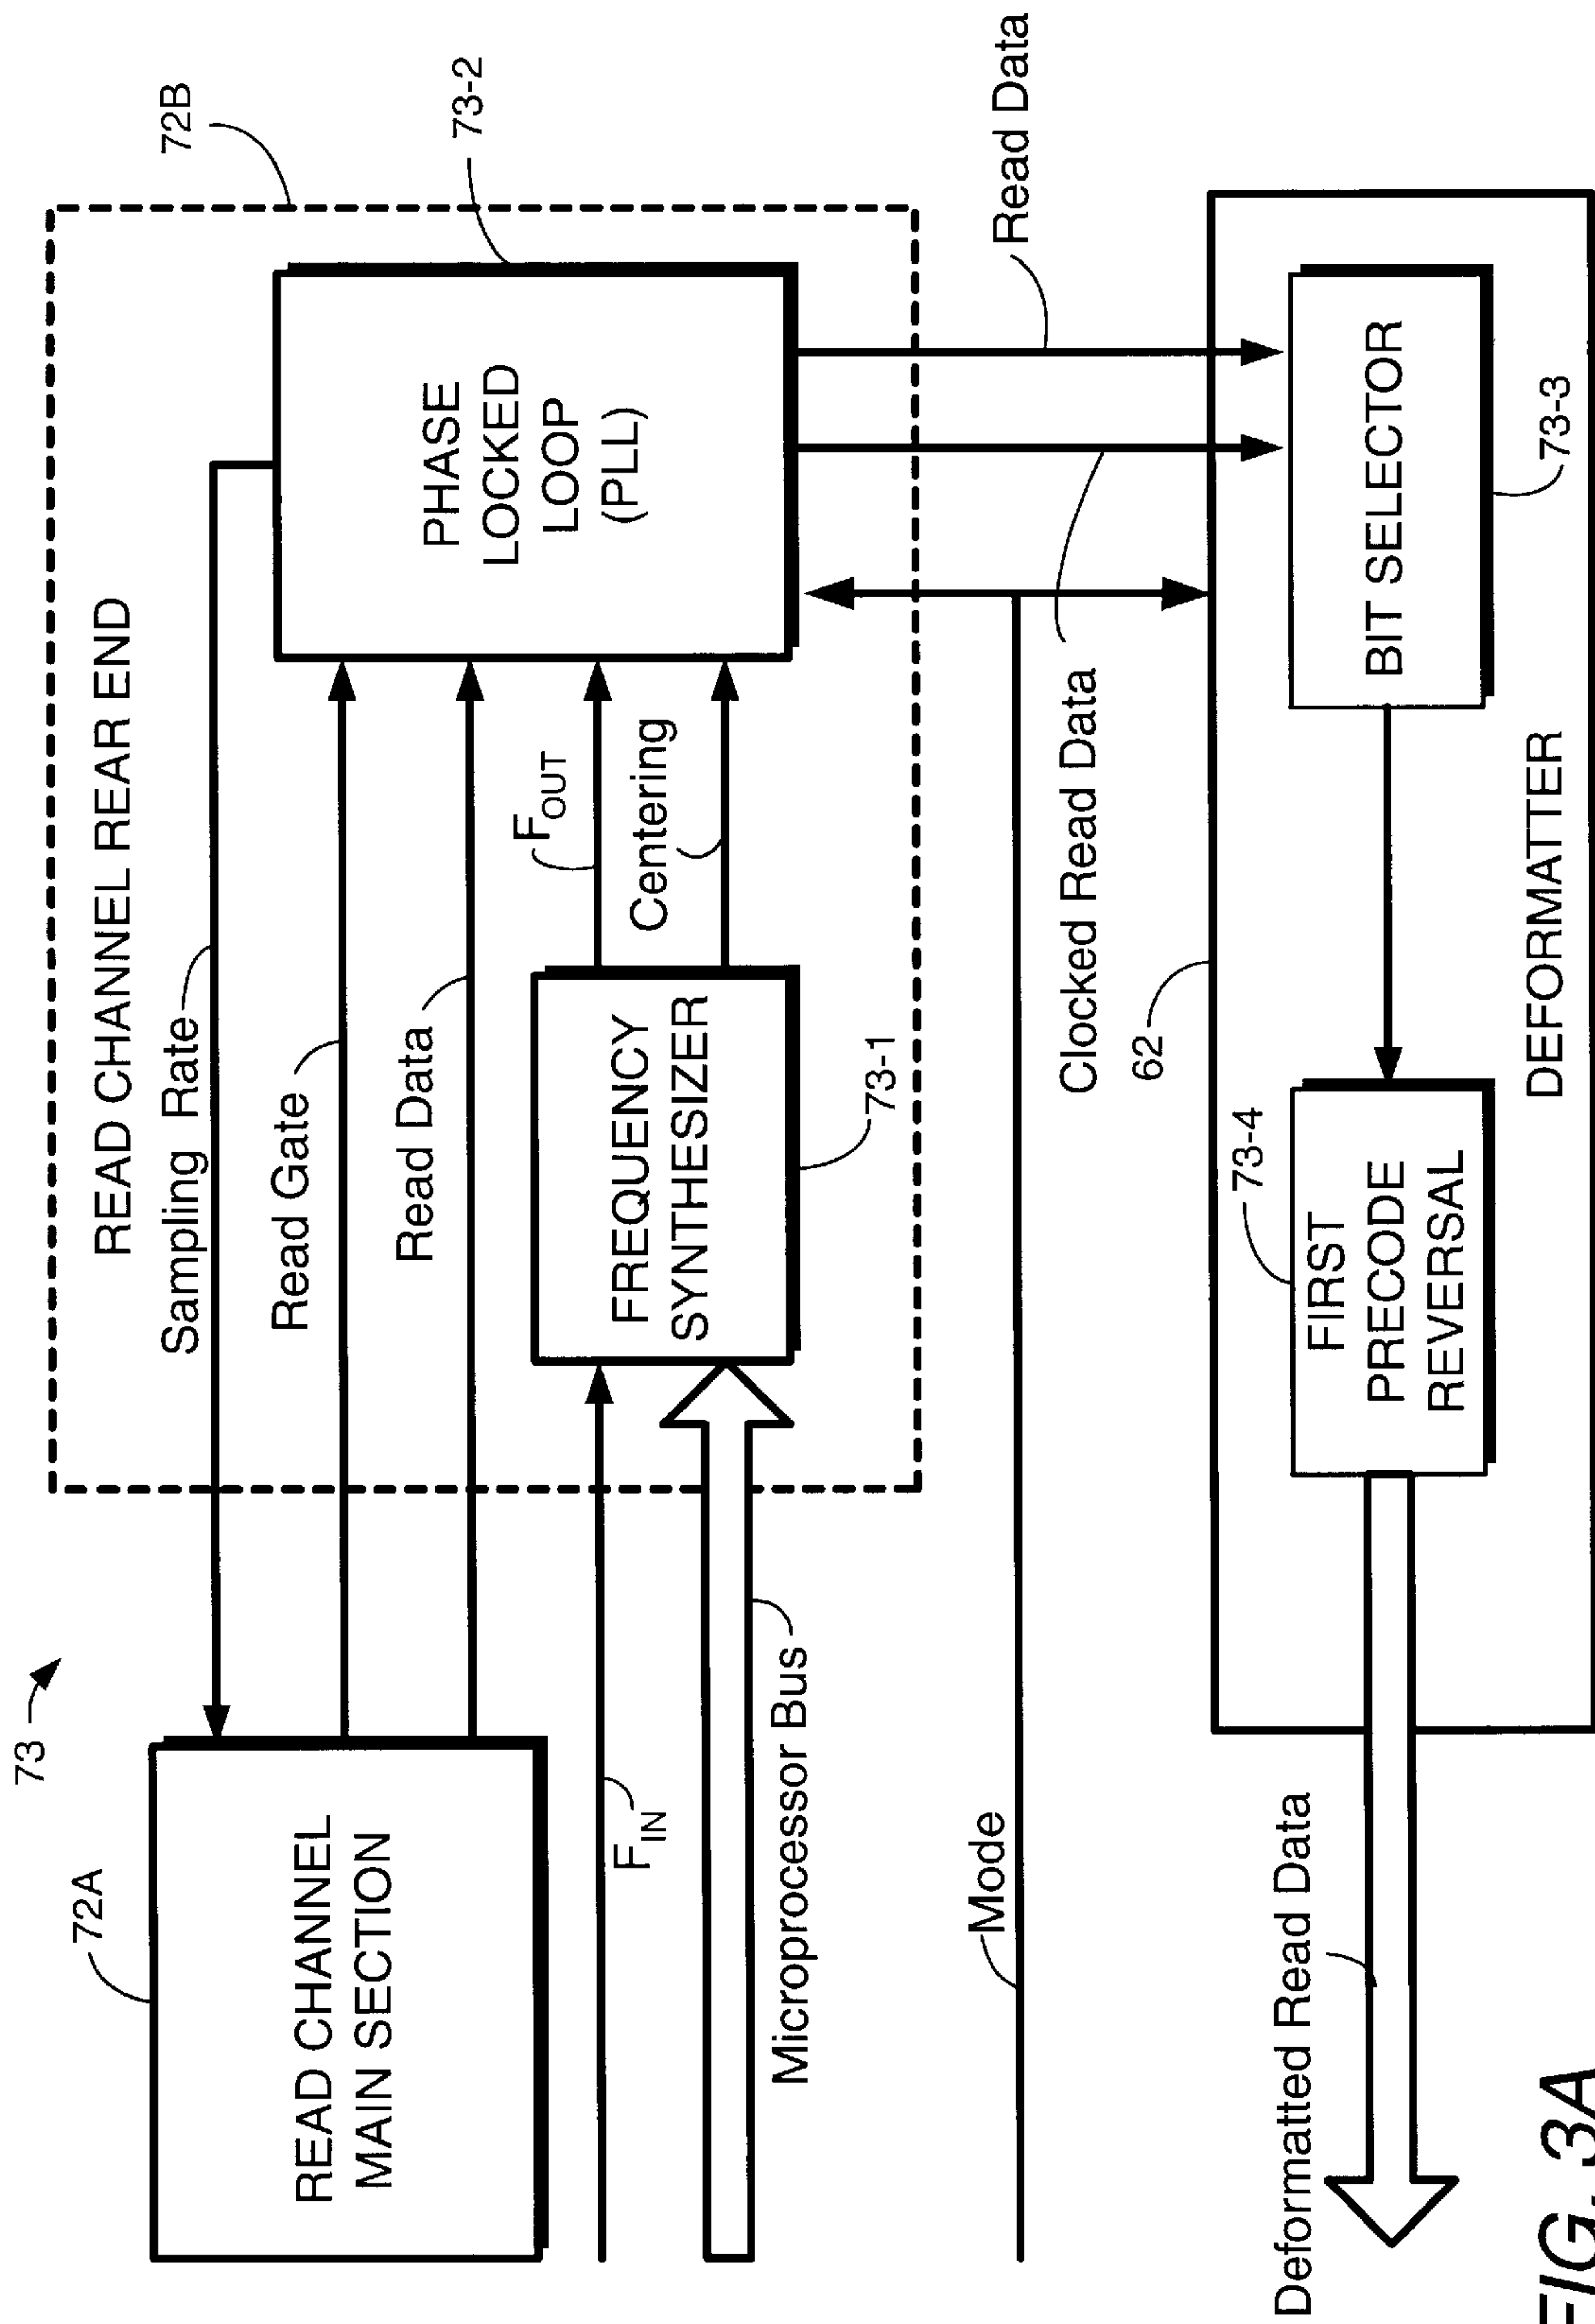 73
72A
READ CHANNEL
MAIN SECTION
READ CHANNEL REAR END
72B
Sampling Rate
Read Gate
Read Data
PHASE
LOCKED
LOOP
(PLL)
73-2
FOUT
Centering
FREQUENCY
SYNTHESIZER
73-1
FIN
Microprocessor Bus
Mode
Read Data
Clocked Read Data
62
73-4
FIRST
PRECODE
REVERSAL
BIT SELECTOR
73-3
DEFORMATTER
Deformatted Read Data
FIG. 3A